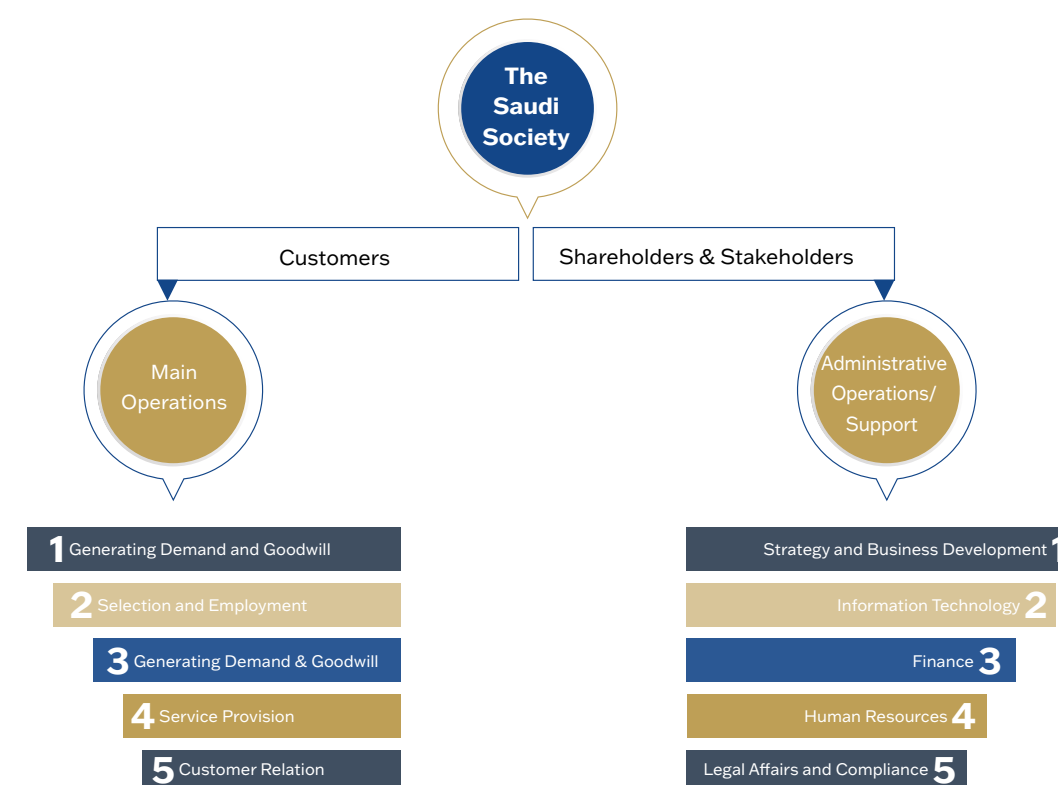 The
Saudi
Society
Customers
Shareholders & Stakeholders
Main
Operations
Administrative
Operations/
Support
1 Generating Demand and Goodwill
2 Selection and Employment
3 Generating Demand & Goodwill
4 Service Provision
5 Customer Relation
Strategy and Business Development 1
Information Technology 2
Finance 3
Human Resources 4
Legal Affairs and Compliance 5